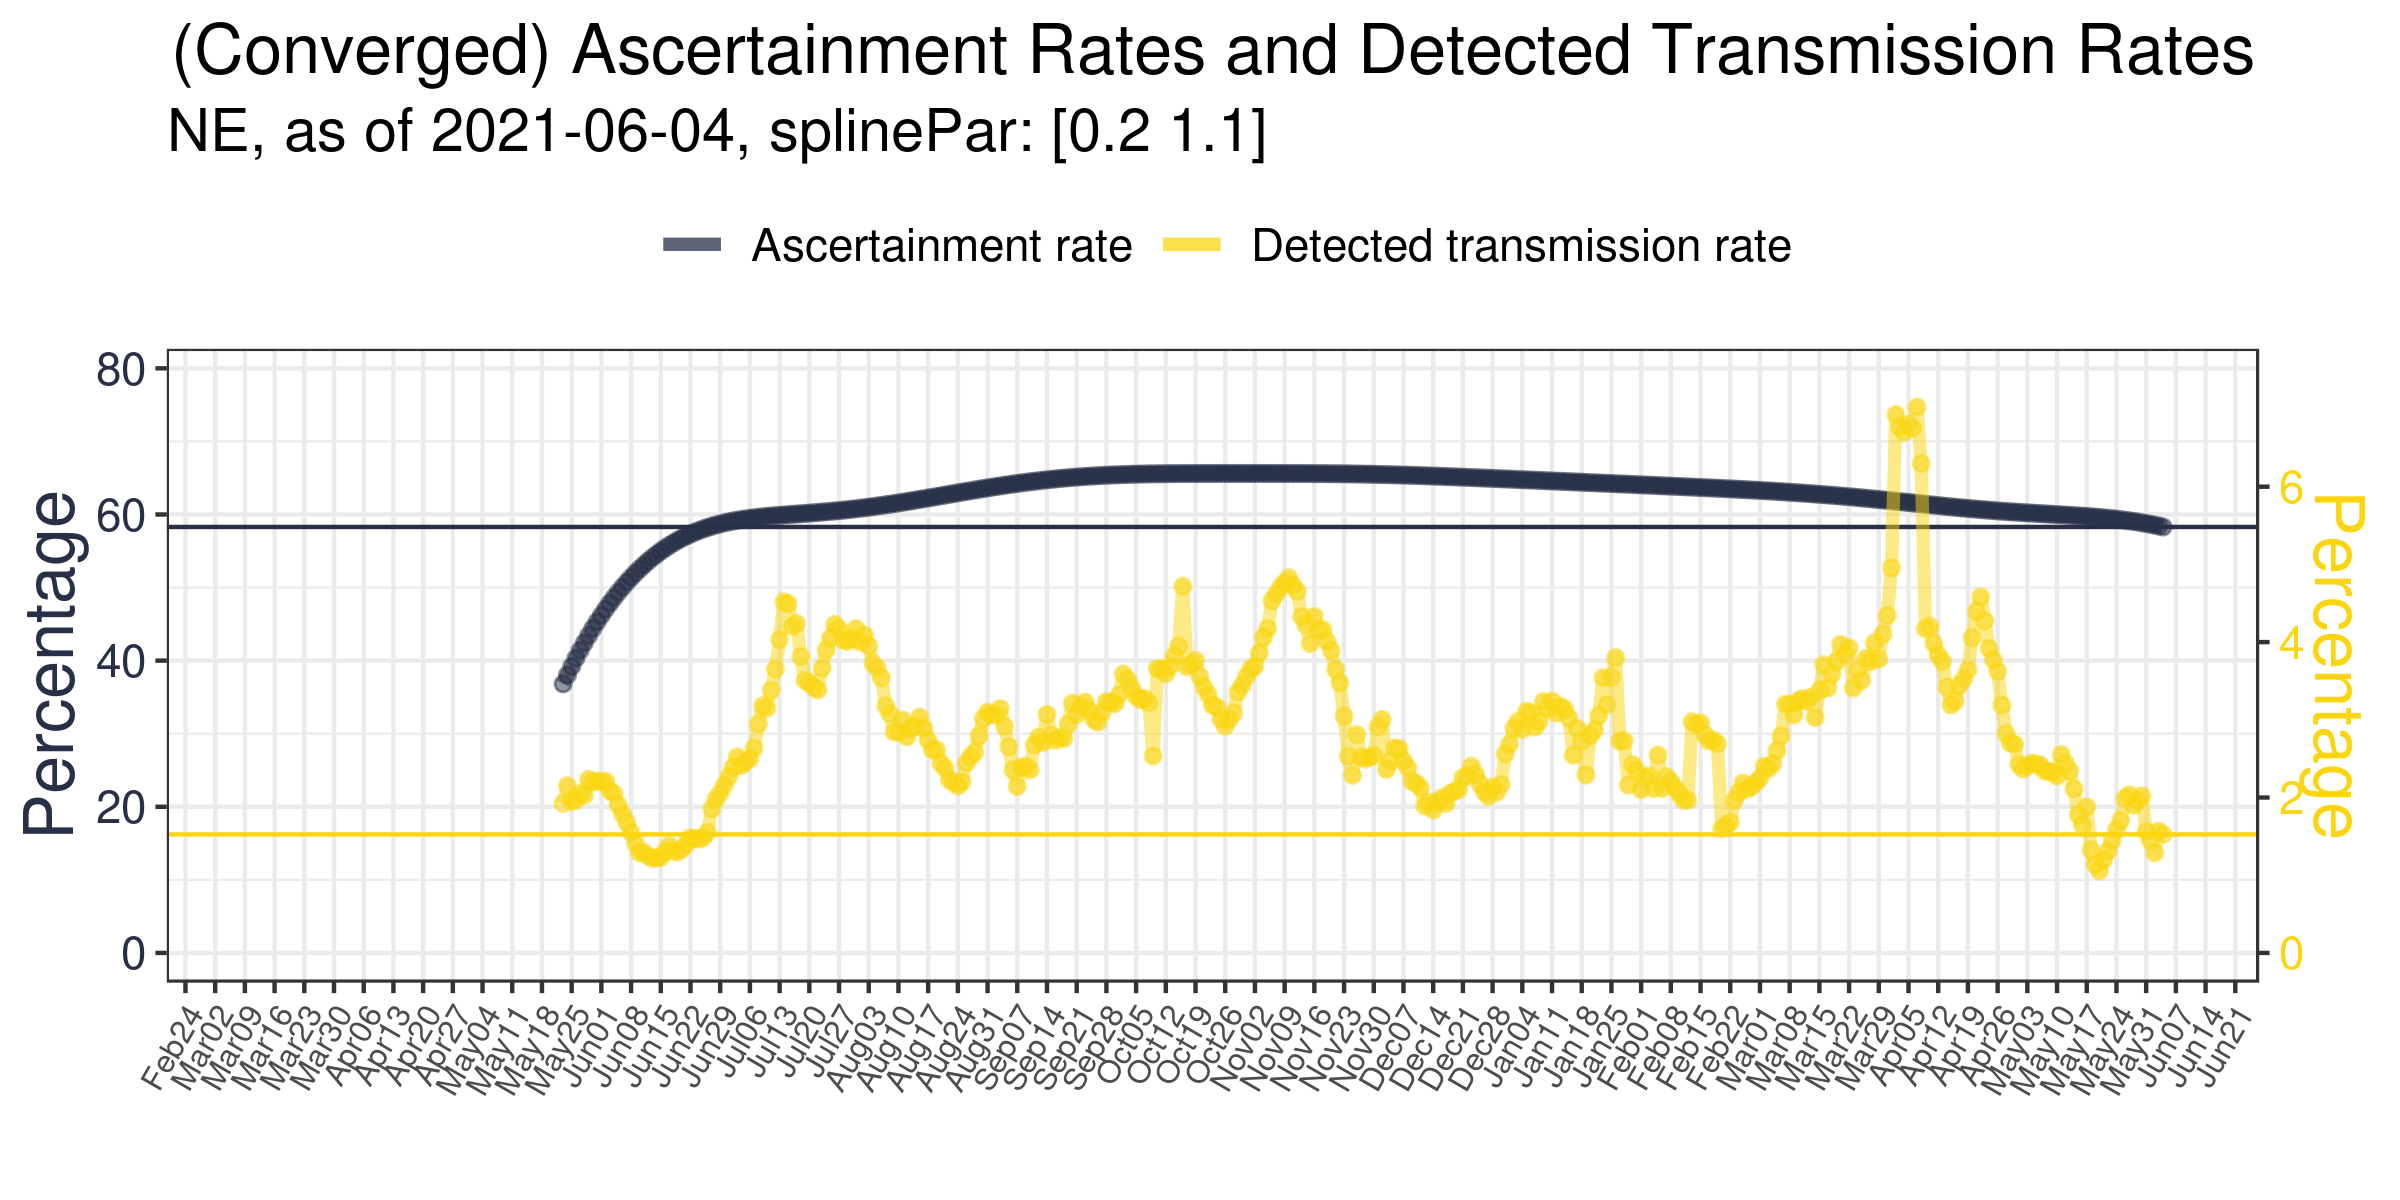 (Converged) Ascertainment Rates and Detected Transmission Rates
NE, as of 2021-06-04, splinePar: [0.2 1.1]
Ascertainment rate
Detected transmission rate
Percentage
80
60
40
20
0
6
4
2
0
Percentage
Feb24
Mar02
Mar09
Mar16
Mar23
Mar30
Apr06
Apr13
Apr20
Apr27
May04
May11
May18
May25
Jun01
Jun08
Jun15
Jun22
Jun29
Jul06
Jul13
Jul20
Jul27
Aug03
Aug10
Aug17
Aug24
Aug31
Sep07
Sep14
Sep21
Sep28
Oct05
Oct12
Oct19
Oct26
Nov02
Nov09
Nov16
Nov23
Nov30
Dec07
Dec14
Dec21
Dec28
Jan04
Jan11
Jan18
Jan25
Feb01
Feb08
Feb15
Feb22
Mar01
Mar08
Mar15
Mar22
Mar29
Apr05
Apr12
Apr19
Apr26
May03
May10
May17
May24
May31
Jun07
Jun14
Jun21